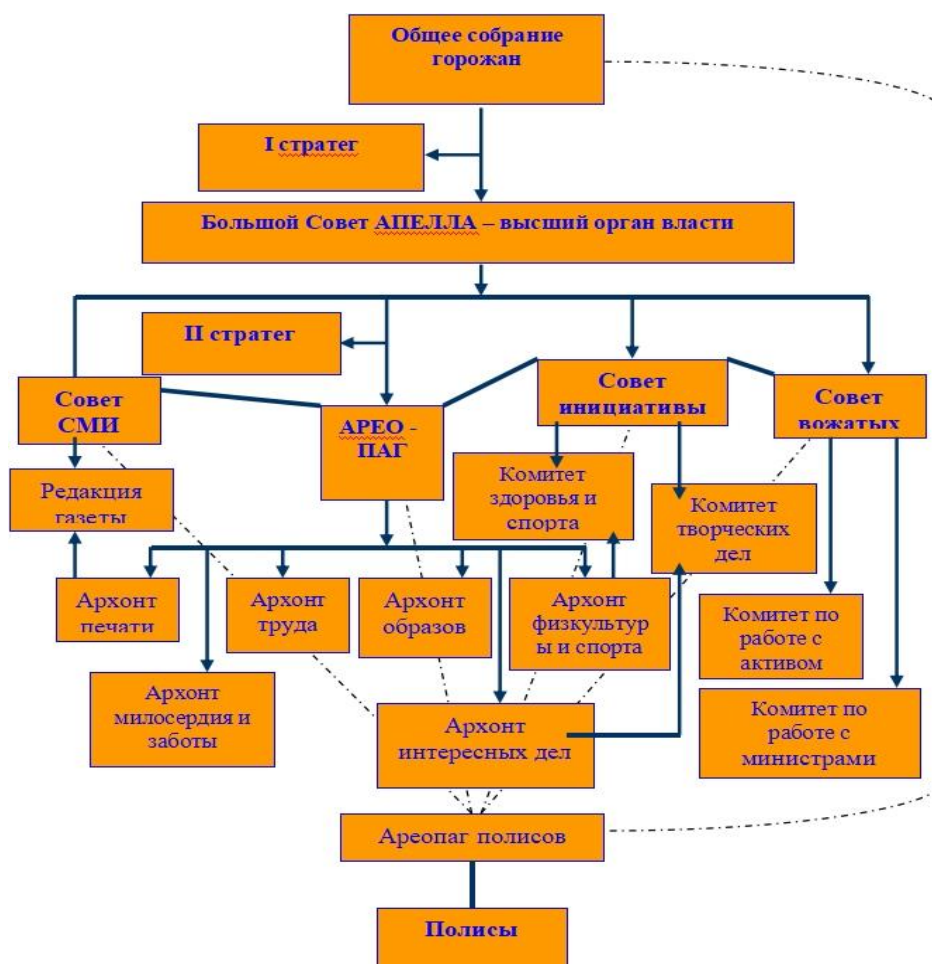 Общее собрание
горожан
I стратег
Большой Совет АПЕЛЛА – высший орган власти
II стратег
Совет
СМИ
АРЕО -
ПАГ
Совет
инициативы
Совет
вожатых
Редакция
газеты
Комитет
здоровья и
спорта
Комитет
творческих
дел
Архонт
печати
Архонт
труда
Архонт
образов
Архонт
физкультур
ы и спорта
Комитет по
работе с
активом
Архонт
милосердия и
заботы
Архонт
интересных дел
Комитет по
работе с
министрами
Ареопаг полисов
Полисы